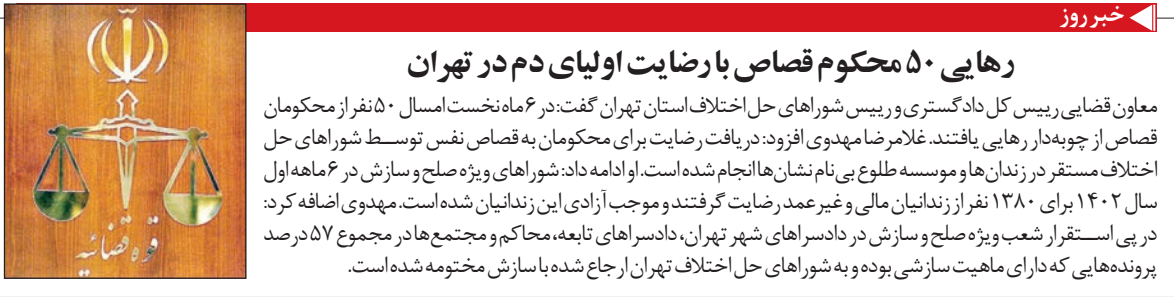 خبر روز
رهایی ۵۰ محکوم قصاص با رضایت اولیای دم در تهران
معاون قضایی رییس کل دادگستری و رییس شوراهای حل اختلاف استان تهران گفت: در ۶ ماه نخست امسال ۵۰ نفر از محکومان
قصاص از چوبه‌دار رهایی یافتند. غلامرضا مهدوی افزود: دریافت رضایت برای محکومان به قصاص نفس توسط شوراهای حل
اختلاف مستقر در زندان‌ها و موسسه طلوع بی‌نام نشان‌ها انجام شده است. او ادامه داد: شوراهای ویژه صلح و سازش در ۶ ماهه اول
سال ۱۴۰۲ برای ۱۳۸۰ نفر از زندانیان مالی و غیر عمد رضایت گرفتند و موجب آزادی این زندانیان شده است. مهدوی اضافه کرد:
در پی استقرار شعب ویژه صلح و سازش در دادسراهای شهر تهران، دادسراهای تابعه، محاکم و مجتمع‌ها در مجموع ۵۷ درصد
پرونده‌هایی که دارای ماهیت سازشی بوده و به شوراهای حل اختلاف تهران ارجاع شده با سازش مختومه شده است.
قوه قضائیه